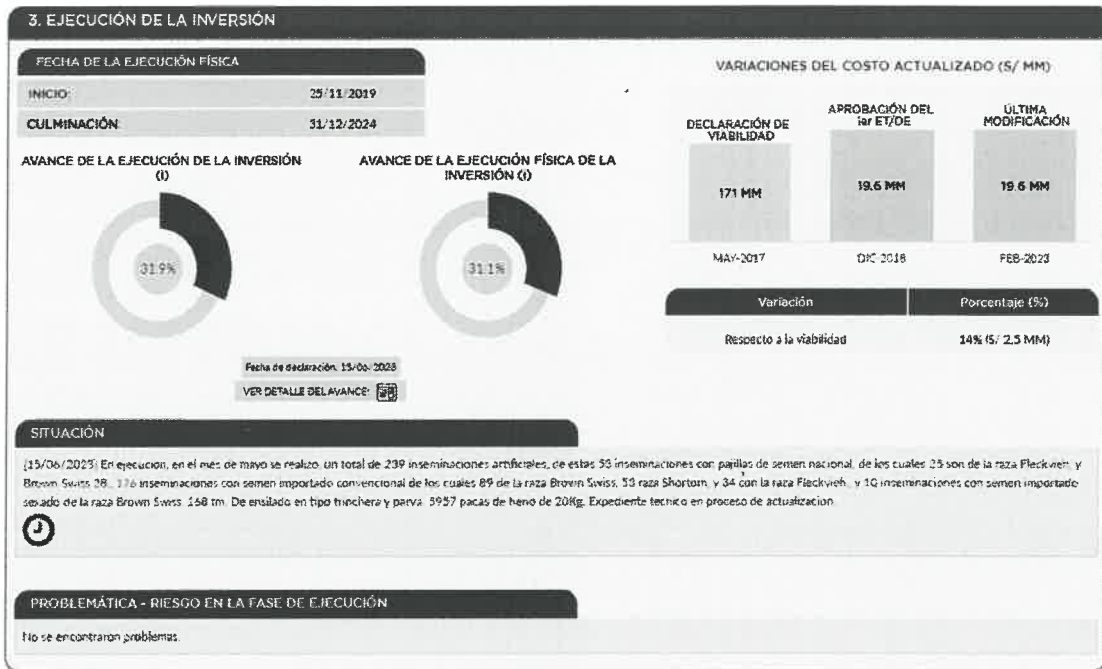 3. EJECUCIÓN DE LA INVERSIÓN
FECHA DE LA EJECUCIÓN FÍSICA
INICIO: 25/11/2019
CULMINACIÓN 31/12/2024
AVANCE DE LA EJECUCIÓN DE LA INVERSIÓN
(i)
31.9%
AVANCE DE LA EJECUCIÓN FÍSICA DE LA
INVERSIÓN (i)
31.1%
Fecha de declaración: 15/06/2023
VER DETALLE DEL AVANCE:
VARIACIONES DEL COSTO ACTUALIZADO (S/ MM)
DECLARACIÓN DE
VIABILIDAD
171 MM
MAY-2017
APROBACIÓN DEL
1er ET/DE
19.6 MM
DIC-2018
ÚLTIMA
MODIFICACIÓN
19.6 MM
FEB-2023
Variación Porcentaje (%)
Respecto a la viabilidad 14% (S/ 2.5 MM)
SITUACIÓN
(15/06/2023) En ejecucion, en el mes de mayo se realizo, un total de 239 inseminaciones artificiales, de estas 53 inseminaciones con pajillas de semen nacional, de los cuales 25 son de la raza Fleckvieh, y
Brown Swiss 28, 176 inseminaciones con semen importado convencional de los cuales 89 de la raza Brown Swiss, 53 raza Shortorn, y 34 con la raza Fleckvieh, y 10 inseminaciones con semen importado
sexado de la raza Brown Swiss. 168 tm. De ensilado en tipo trinchera y parva. 5957 pacas de heno de 20Kg. Expediente tecnico en proceso de actualizacion
PROBLEMÁTICA - RIESGO EN LA FASE DE EJECUCIÓN
No se encontraron problemas.